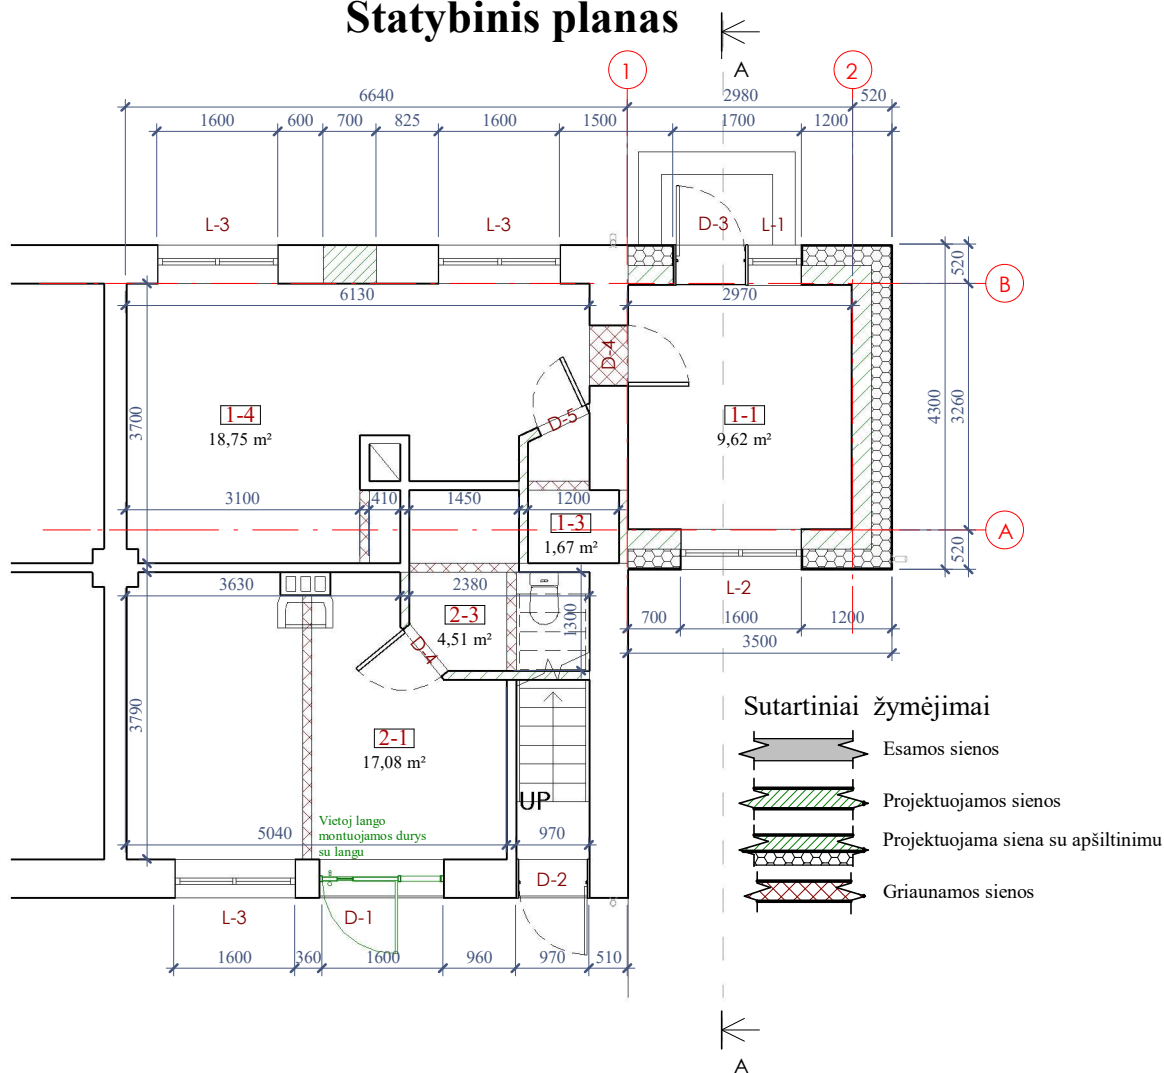 Statybinis planas
A
1
2
6640
2980
520
1600
600
700
825
1600
1500
1700
1200
L-3
L-3
D-3
L-1
520
B
6130
2970
D-4
3700
1-4
18,75 m²
D-5
1-1
9,62 m²
4300
3260
3100
410
1450
1200
1-3
1,67 m²
A
520
3630
2380
L-2
2-3
4,51 m²
1300
700
1600
1200
D-4
3500
3790
2-1
17,08 m²
UP
Sutartiniai žymėjimai
Esamos sienos
Projektuojamos sienos
Projektuojama siena su apšiltinimu
Griaunamos sienos
Vietoj lango
montuojamos durys
su langu
5040
970
D-2
L-3
D-1
1600
360
1600
960
970
510
A